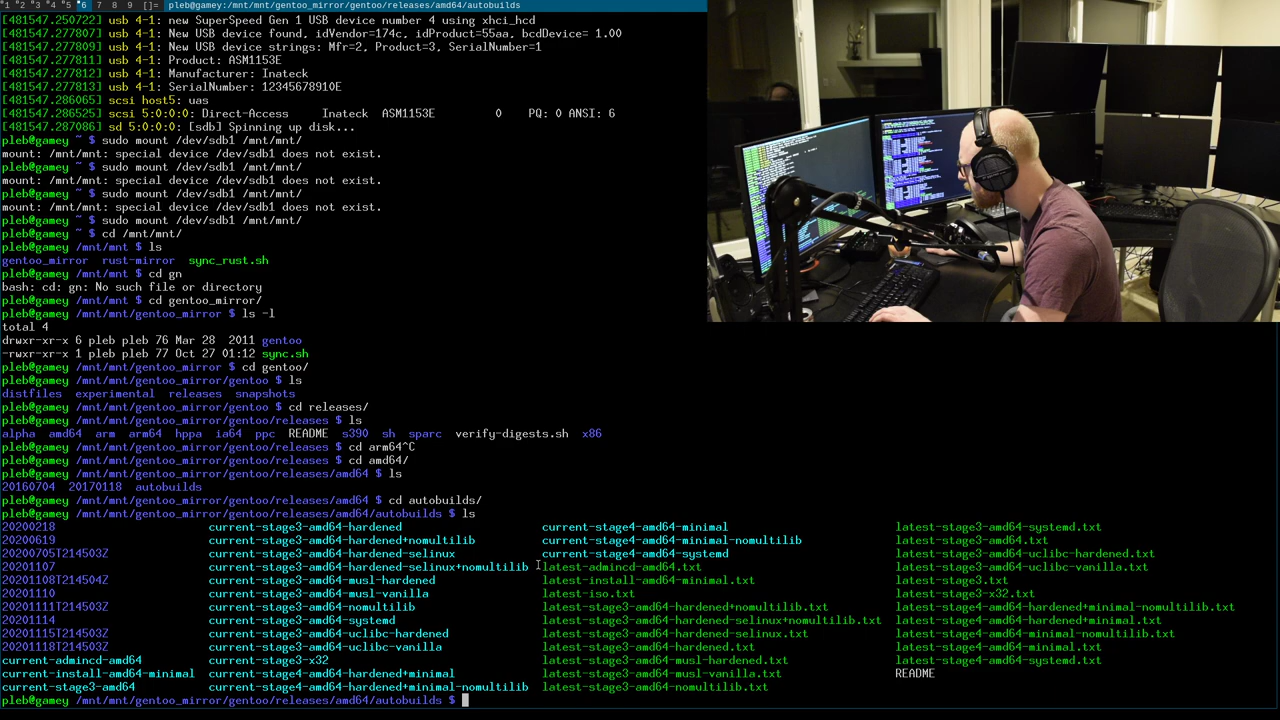 1 2 3 4 5 6 7 8 9 []= pleb@gamey:/mnt/mnt/gentoo_mirror/gentoo/releases/amd64/autobuilds
[481547.250722] usb 4-1: new SuperSpeed Gen 1 USB device number 4 using xhci_hcd
[481547.277807] usb 4-1: New USB device found, idVendor=174c, idProduct=55aa, bcdDevice= 1.00
[481547.277809] usb 4-1: New USB device strings: Mfr=2, Product=3, SerialNumber=1
[481547.277811] usb 4-1: Product: ASM1153E
[481547.277812] usb 4-1: Manufacturer: Inateck
[481547.277813] usb 4-1: SerialNumber: 12345678910E
[481547.286065] scsi host5: uas
[481547.286525] scsi 5:0:0:0: Direct-Access     Inateck  ASM1153E         0    PQ: 0 ANSI: 6
[481547.287086] sd 5:0:0:0: [sdb] Spinning up disk...
pleb@gamey ~ $ sudo mount /dev/sdb1 /mnt/mnt/
mount: /mnt/mnt: special device /dev/sdb1 does not exist.
pleb@gamey ~ $ sudo mount /dev/sdb1 /mnt/mnt/
mount: /mnt/mnt: special device /dev/sdb1 does not exist.
pleb@gamey ~ $ sudo mount /dev/sdb1 /mnt/mnt/
mount: /mnt/mnt: special device /dev/sdb1 does not exist.
pleb@gamey ~ $ sudo mount /dev/sdb1 /mnt/mnt/
pleb@gamey ~ $ cd /mnt/mnt/
pleb@gamey /mnt/mnt $ ls
gentoo_mirror  rust-mirror  sync_rust.sh
pleb@gamey /mnt/mnt $ cd gn
bash: cd: gn: No such file or directory
pleb@gamey /mnt/mnt $ cd gentoo_mirror/
pleb@gamey /mnt/mnt/gentoo_mirror $ ls -l
total 4
drwxr-xr-x 6 pleb pleb 76 Mar 28  2011 gentoo
-rwxr-xr-x 1 pleb pleb 77 Oct 27 01:12 sync.sh
pleb@gamey /mnt/mnt/gentoo_mirror $ cd gentoo/
pleb@gamey /mnt/mnt/gentoo_mirror/gentoo $ ls
distfiles  experimental  releases  snapshots
pleb@gamey /mnt/mnt/gentoo_mirror/gentoo $ cd releases/
pleb@gamey /mnt/mnt/gentoo_mirror/gentoo/releases $ ls
alpha  amd64  arm  arm64  hppa  ia64  ppc  README  s390  sh  sparc  verify-digests.sh  x86
pleb@gamey /mnt/mnt/gentoo_mirror/gentoo/releases $ cd arm64^C
pleb@gamey /mnt/mnt/gentoo_mirror/gentoo/releases $ cd amd64/
pleb@gamey /mnt/mnt/gentoo_mirror/gentoo/releases/amd64 $ ls
20160704  20170118  autobuilds
pleb@gamey /mnt/mnt/gentoo_mirror/gentoo/releases/amd64 $ cd autobuilds/
pleb@gamey /mnt/mnt/gentoo_mirror/gentoo/releases/amd64/autobuilds $ ls
20200218 current-stage3-amd64-hardened current-stage4-amd64-minimal latest-stage3-amd64-systemd.txt
20200619 current-stage3-amd64-hardened+nomultilib current-stage4-amd64-minimal-nomultilib latest-stage3-amd64.txt
20200705T214503Z current-stage3-amd64-hardened-selinux current-stage4-amd64-systemd latest-stage3-amd64-uclibc-hardened.txt
20201107 current-stage3-amd64-hardened-selinux+nomultilib latest-admincd-amd64.txt latest-stage3-amd64-uclibc-vanilla.txt
20201108T214504Z current-stage3-amd64-musl-hardened latest-install-amd64-minimal.txt latest-stage3.txt
20201110 current-stage3-amd64-musl-vanilla latest-iso.txt latest-stage3-x32.txt
20201111T214503Z current-stage3-amd64-nomultilib latest-stage3-amd64-hardened+nomultilib.txt latest-stage4-amd64-hardened+minimal-nomultilib.txt
20201114 current-stage3-amd64-systemd latest-stage3-amd64-hardened-selinux+nomultilib.txt latest-stage4-amd64-hardened+minimal.txt
20201115T214503Z current-stage3-amd64-uclibc-hardened latest-stage3-amd64-hardened-selinux.txt latest-stage4-amd64-minimal-nomultilib.txt
20201118T214503Z current-stage3-amd64-uclibc-vanilla latest-stage3-amd64-hardened.txt latest-stage4-amd64-minimal.txt
current-admincd-amd64 current-stage3-x32 latest-stage3-amd64-musl-hardened.txt latest-stage4-amd64-systemd.txt
current-install-amd64-minimal current-stage4-amd64-hardened+minimal latest-stage3-amd64-musl-vanilla.txt README
current-stage3-amd64 current-stage4-amd64-hardened+minimal-nomultilib latest-stage3-amd64-nomultilib.txt
pleb@gamey /mnt/mnt/gentoo_mirror/gentoo/releases/amd64/autobuilds $